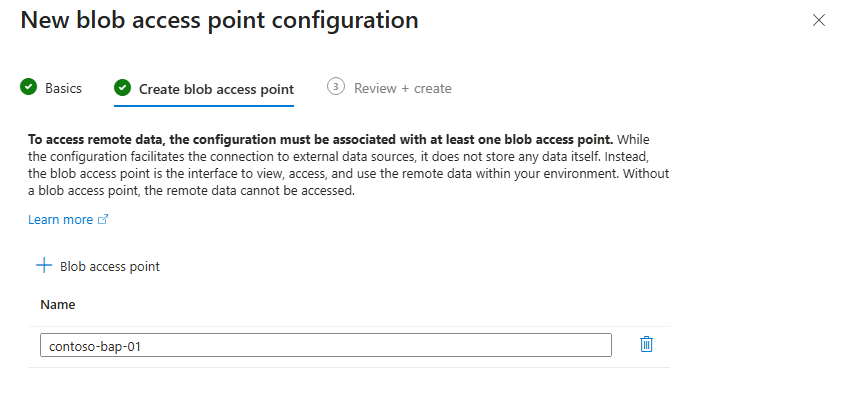 New blob access point configuration
Basics
Create blob access point
3 Review + create
To access remote data, the configuration must be associated with at least one blob access point. While
the configuration facilitates the connection to external data sources, it does not store any data itself. Instead,
the blob access point is the interface to view, access, and use the remote data within your environment. Without
a blob access point, the remote data cannot be accessed.
Learn more
Blob access point
Name
contoso-bap-01